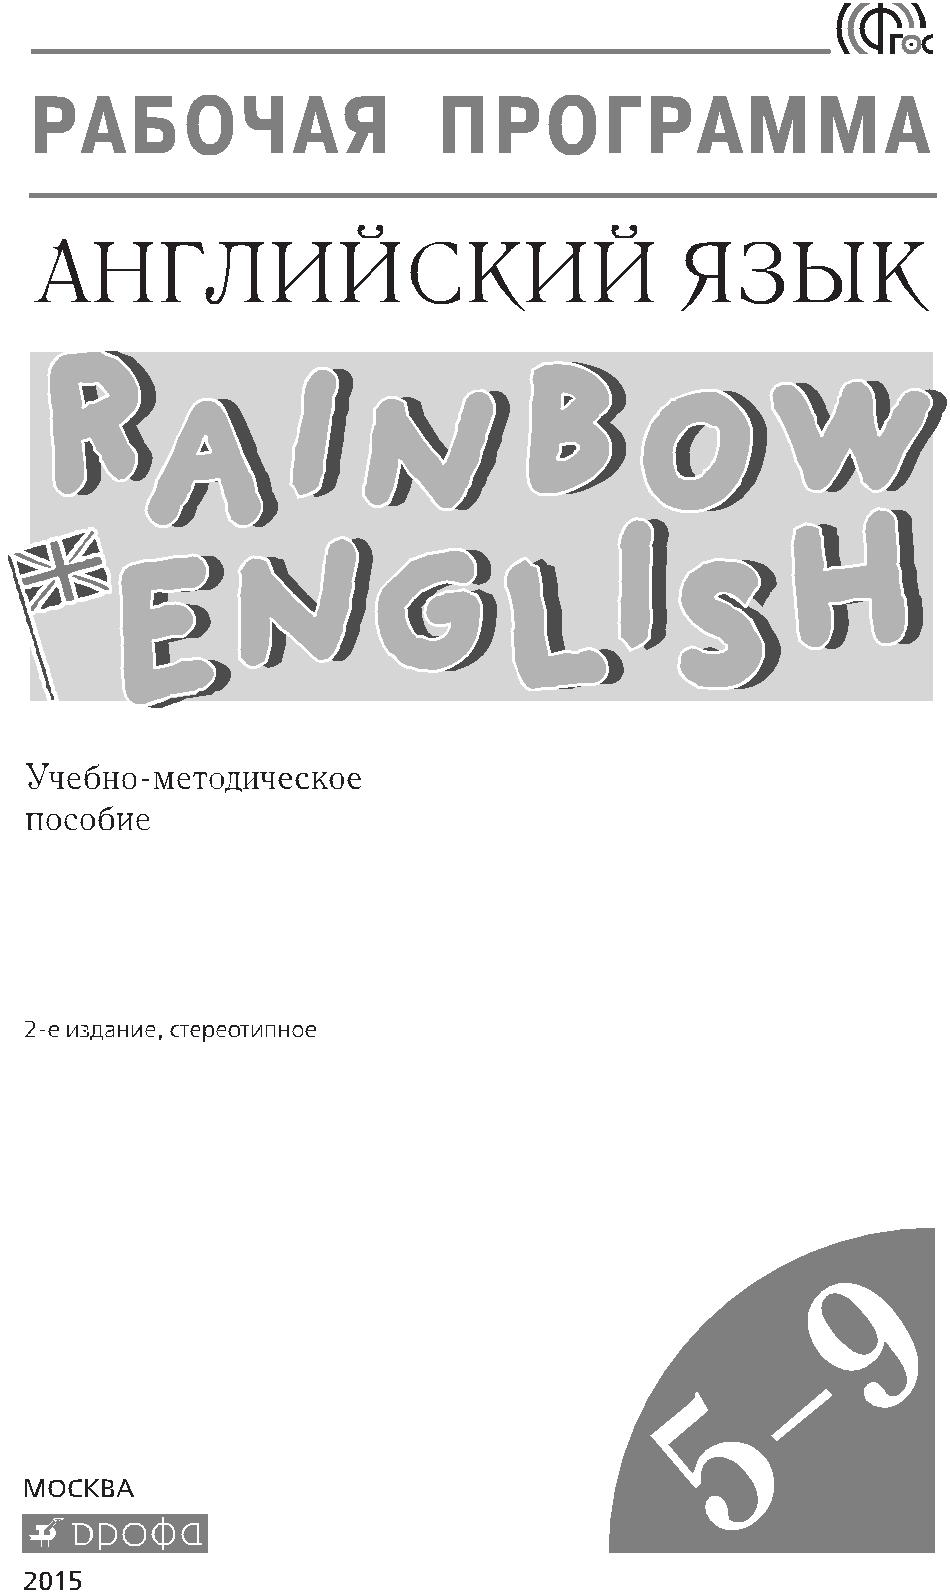 ФГОС
РАБОЧАЯ ПРОГРАММА
АНГЛИЙСКИЙ ЯЗЫК
RAINBOW
ENGLISH
Учебно-методическое
пособие
2-е издание, стереотипное
5–9
МОСКВА
ДРОФА
2015